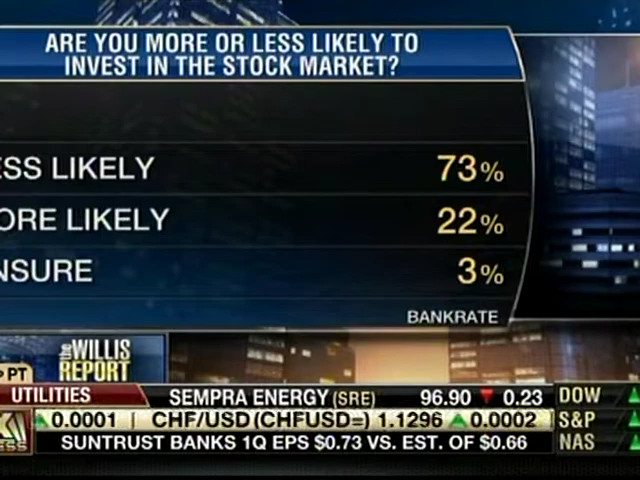 ARE YOU MORE OR LESS LIKELY TO
INVEST IN THE STOCK MARKET?
ESS LIKELY 73%
ORE LIKELY 22%
NSURE 3%
BANKRATE
the WILLIS
REPORT
PT
UTILITIES SEMPRA ENERGY (SRE) 96.90 ▼ 0.23 DOW
▲ 0.0001 | CHF/USD (CHFUSD=) 1.1296 ▲ 0.0002 S&P
SUNTRUST BANKS 1Q EPS $0.73 VS. EST. OF $0.66 NAS